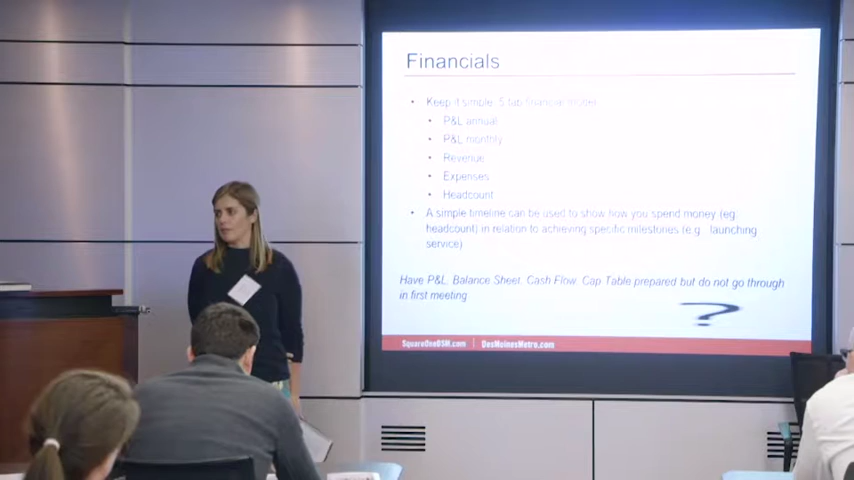 Financials
• Keep it simple: 5 tab financial model
• P&L annual
• P&L monthly
• Revenue
• Expenses
• Headcount
• A simple timeline can be used to show how you spend money (eg.
headcount) in relation to achieving specific milestones (e.g. launching
service)
Have P&L, Balance Sheet, Cash Flow, Cap Table prepared but do not go through
in first meeting
?
SquareOneDSM.com | DesMoinesMetro.com